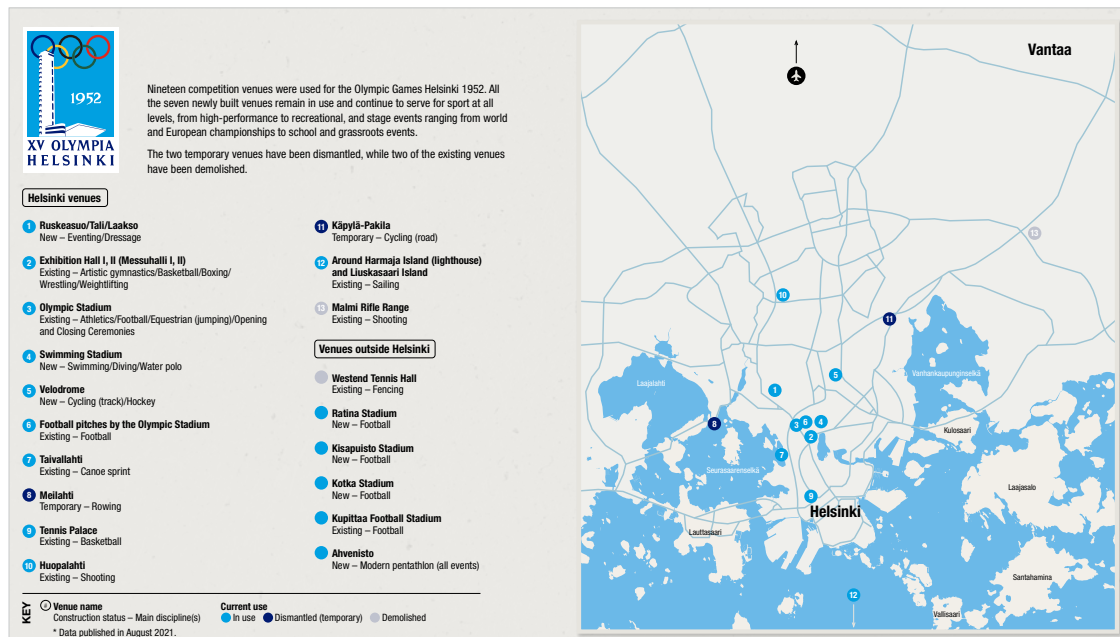 1952
XV OLYMPIA
HELSINKI
Nineteen competition venues were used for the Olympic Games Helsinki 1952. All
the seven newly built venues remain in use and continue to serve for sport at all
levels, from high-performance to recreational, and stage events ranging from world
and European championships to school and grassroots events.
The two temporary venues have been dismantled, while two of the existing venues
have been demolished.
Helsinki venues
1 Ruskeasuo/Tali/Laakso
New – Eventing/Dressage
2 Exhibition Hall I, II (Messuhalli I, II)
Existing – Artistic gymnastics/Basketball/Boxing/
Wrestling/Weightlifting
3 Olympic Stadium
Existing – Athletics/Football/Equestrian (jumping)/Opening
and Closing Ceremonies
4 Swimming Stadium
New – Swimming/Diving/Water polo
5 Velodrome
New – Cycling (track)/Hockey
6 Football pitches by the Olympic Stadium
Existing – Football
7 Taivallahti
Existing – Canoe sprint
8 Meilahti
Temporary – Rowing
9 Tennis Palace
Existing – Basketball
10 Huopalahti
Existing – Shooting
11 Käpylä-Pakila
Temporary – Cycling (road)
12 Around Harmaja Island (lighthouse)
and Liuskasaari Island
Existing – Sailing
13 Malmi Rifle Range
Existing – Shooting
Venues outside Helsinki
Westend Tennis Hall
Existing – Fencing
Ratina Stadium
New – Football
Kisapuisto Stadium
New – Football
Kotka Stadium
New – Football
Kupittaa Football Stadium
Existing – Football
Ahvenisto
New – Modern pentathlon (all events)
KEY
# Venue name
Construction status – Main discipline(s)
* Data published in August 2021.
Current use
In use Dismantled (temporary) Demolished
Vantaa
13
10
11
Laajalahti
Vanhankaupunginselkä
5
1
8
3 6 4
2
Kulosaari
7
Seurasaarenselkä
Laajasalo
9
Helsinki
Lauttasaari
Santahamina
12
Vallisaari